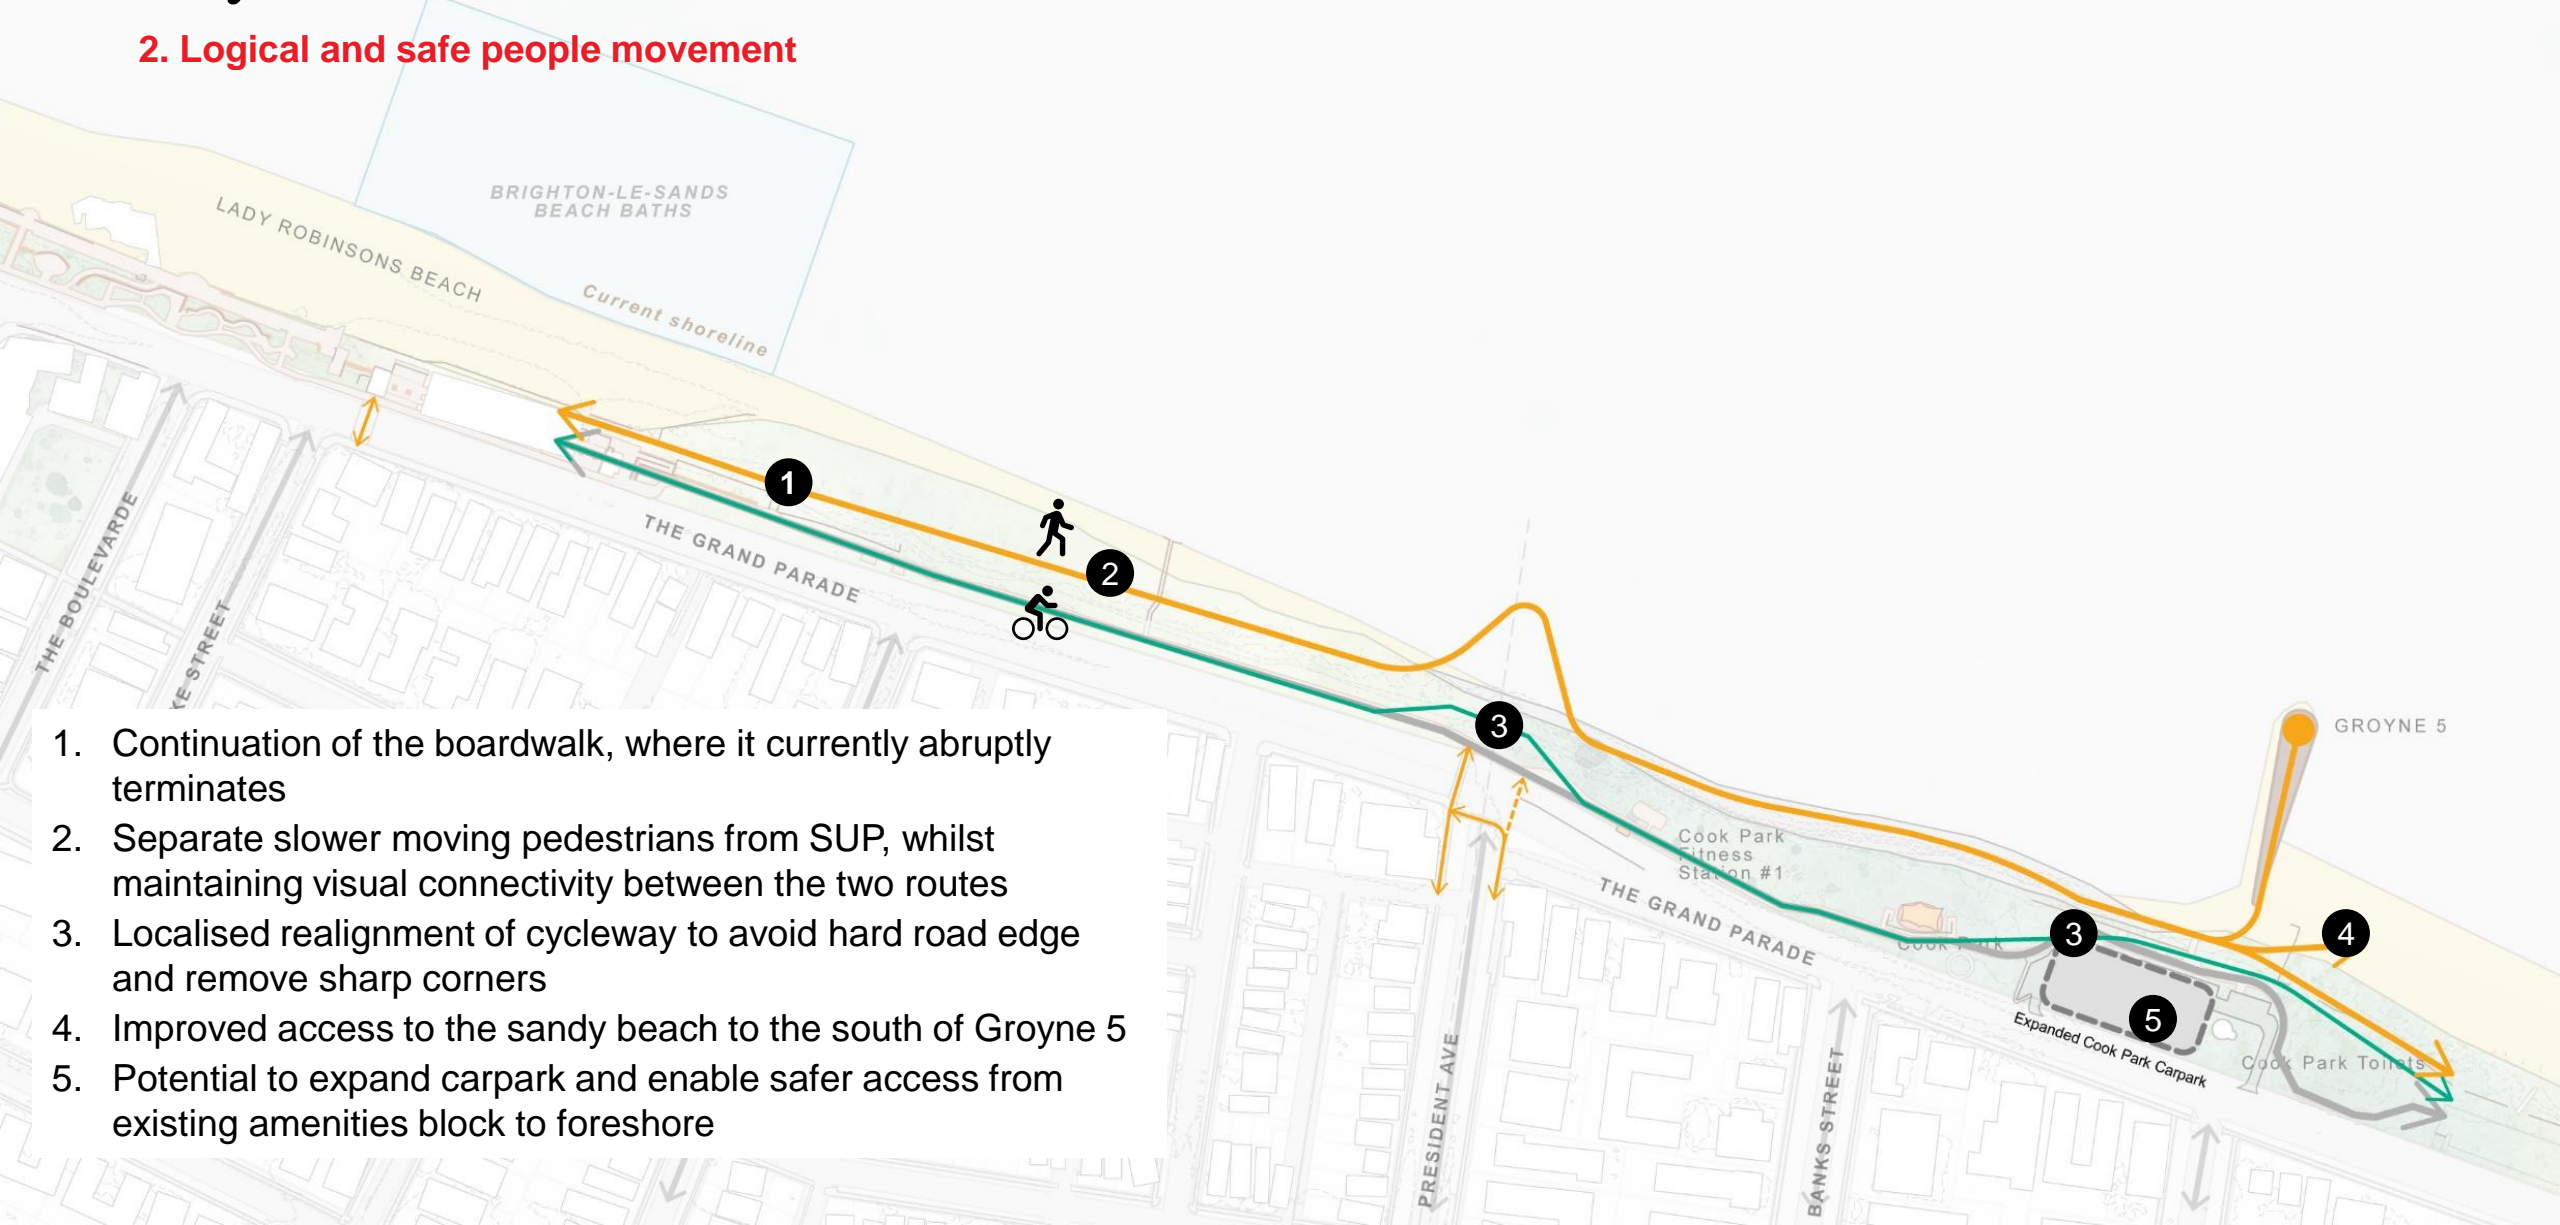 2. Logical and safe people movement
BRIGHTON-LE-SANDS
BEACH BATHS
LADY ROBINSONS BEACH
Current shoreline
1
2
THE GRAND PARADE
THE BOULEVARDE
STREET
3
GROYNE 5
Cook Park
Fitness
Station #1
THE GRAND PARADE
Cook Park
3
4
5
Expanded Cook Park Carpark
Cook Park Toilets
PRESIDENT AVE
BANKS STREET
1. Continuation of the boardwalk, where it currently abruptly
terminates
2. Separate slower moving pedestrians from SUP, whilst
maintaining visual connectivity between the two routes
3. Localised realignment of cycleway to avoid hard road edge
and remove sharp corners
4. Improved access to the sandy beach to the south of Groyne 5
5. Potential to expand carpark and enable safer access from
existing amenities block to foreshore